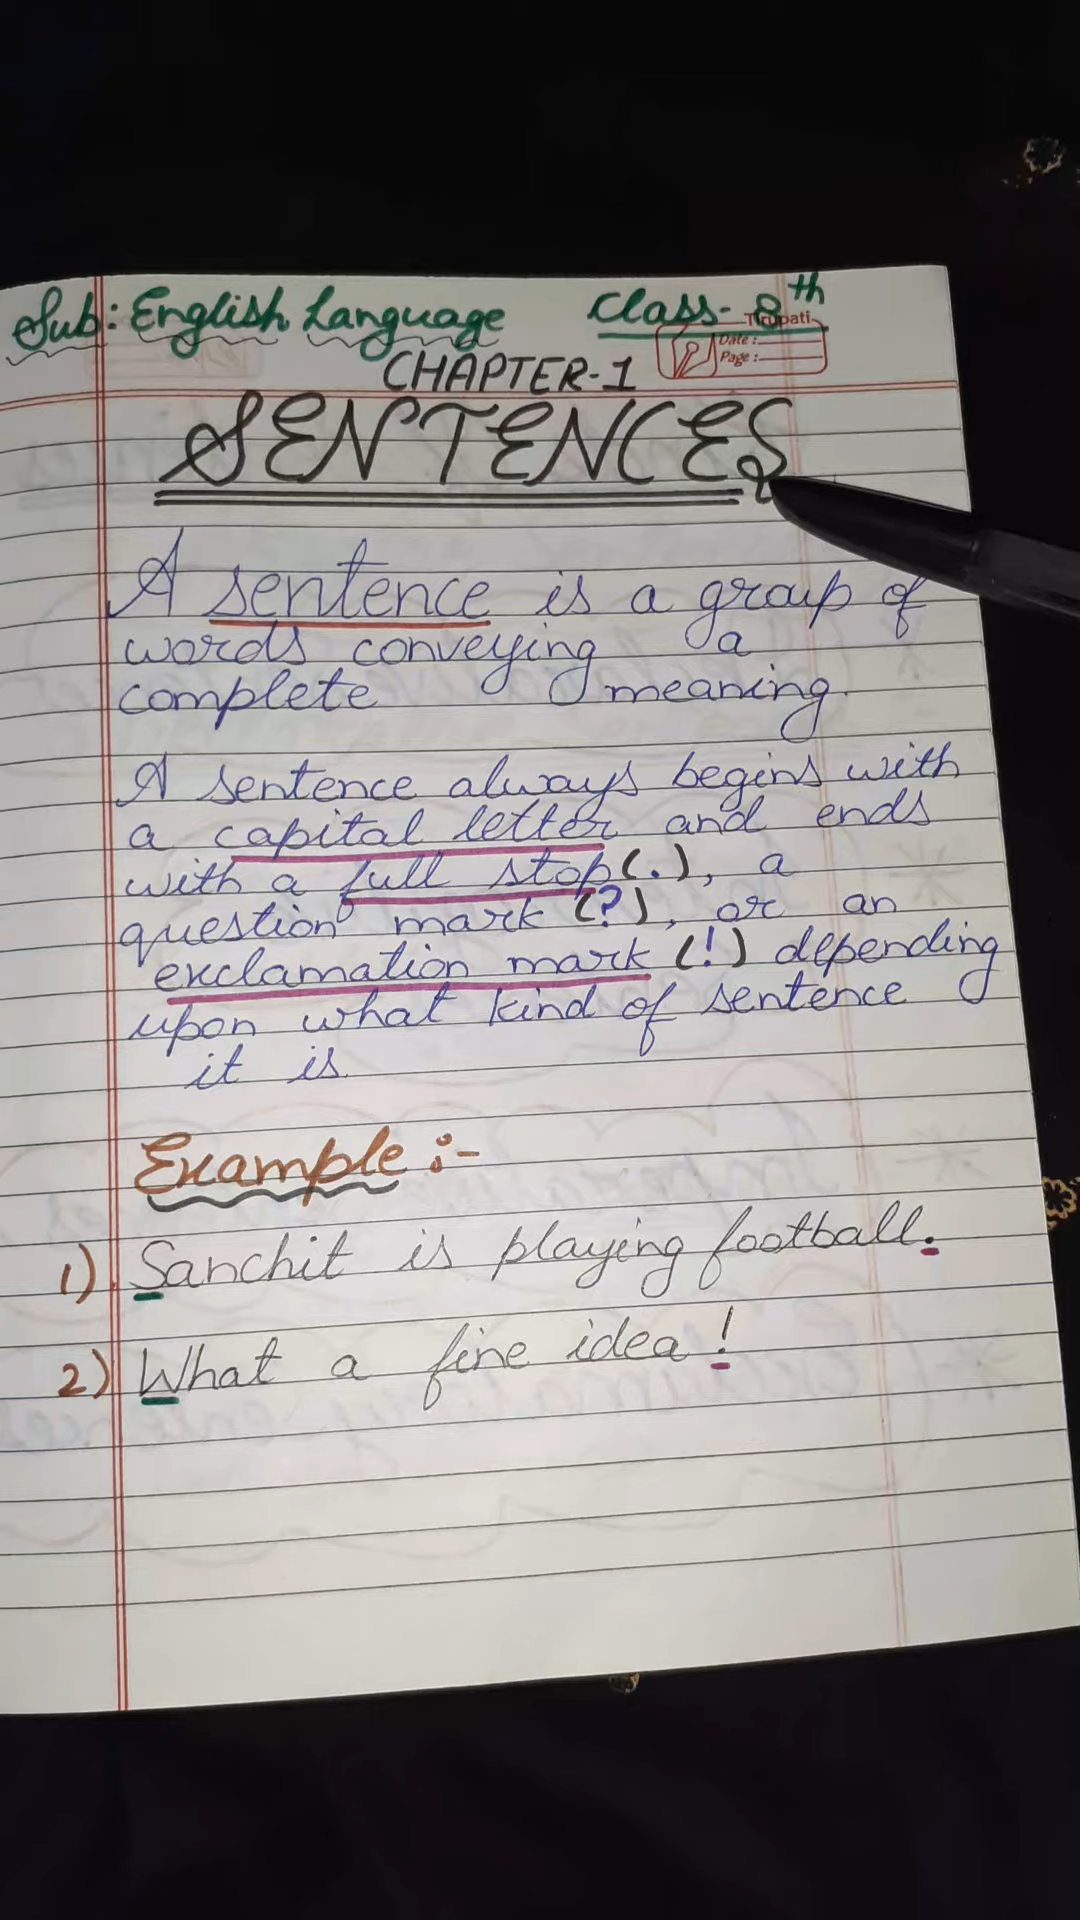 Sub: English Language Class- 8th
Tirupati
Date :
Page :
CHAPTER-1
SENTENCES
A sentence is a group of
words conveying a
complete meaning.
A sentence always begins with
a capital letter and ends
with a full stop(.), a
question mark (?), or an
exclamation mark (!) depending
upon what kind of sentence
it is.
Example :-
1) Sanchit is playing football.
2) What a fine idea !